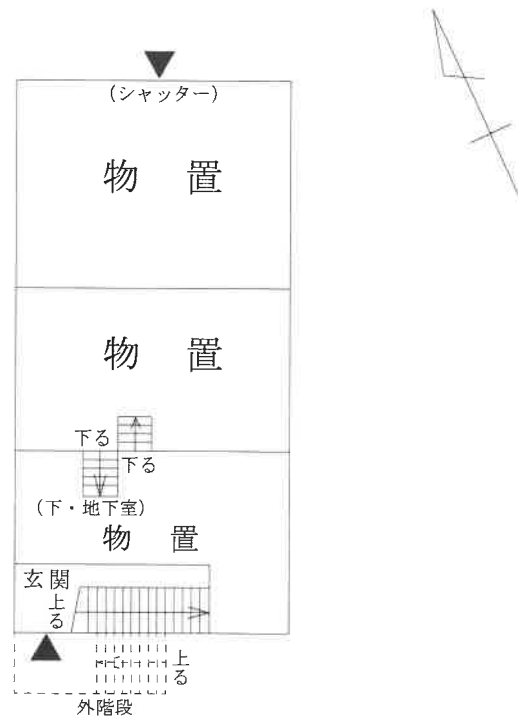 (シャッター)
物 置
物 置
下る
下る
(下・地下室)
物 置
玄関
上る
上る
外階段